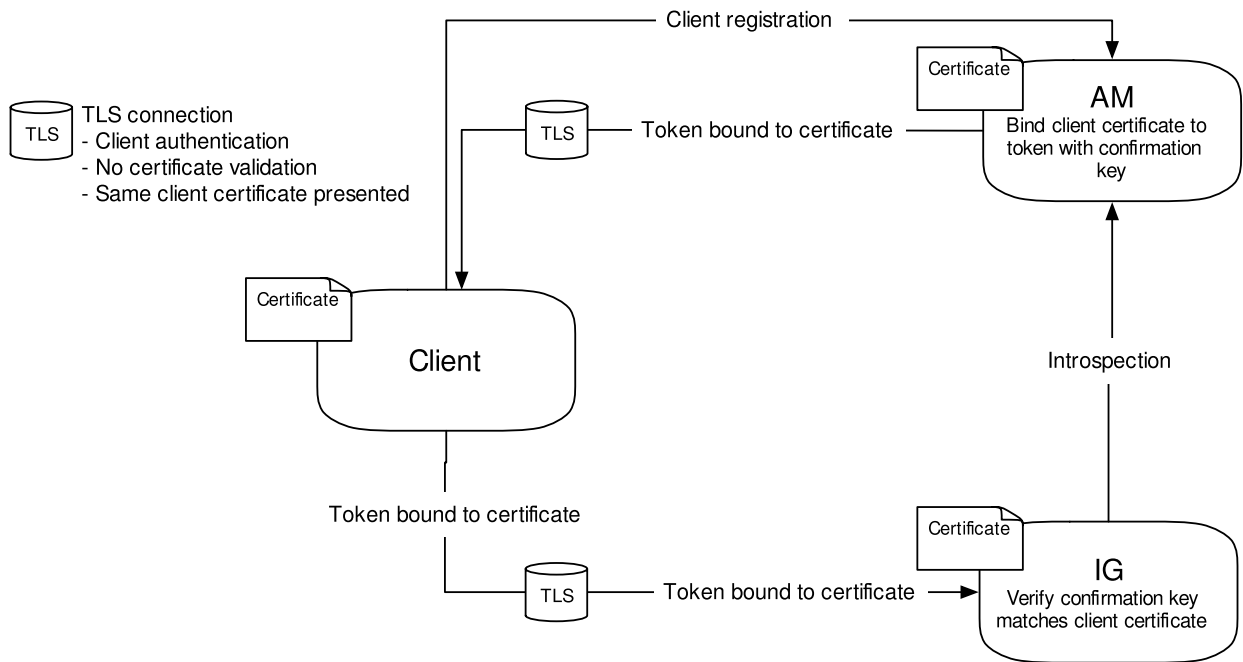 Client registration
Certificate
AM
Bind client certificate to
token with confirmation
key
TLS
TLS connection
- Client authentication
- No certificate validation
- Same client certificate presented
TLS
Token bound to certificate
Certificate
Client
Introspection
Token bound to certificate
Certificate
IG
Verify confirmation key
matches client certificate
TLS
Token bound to certificate